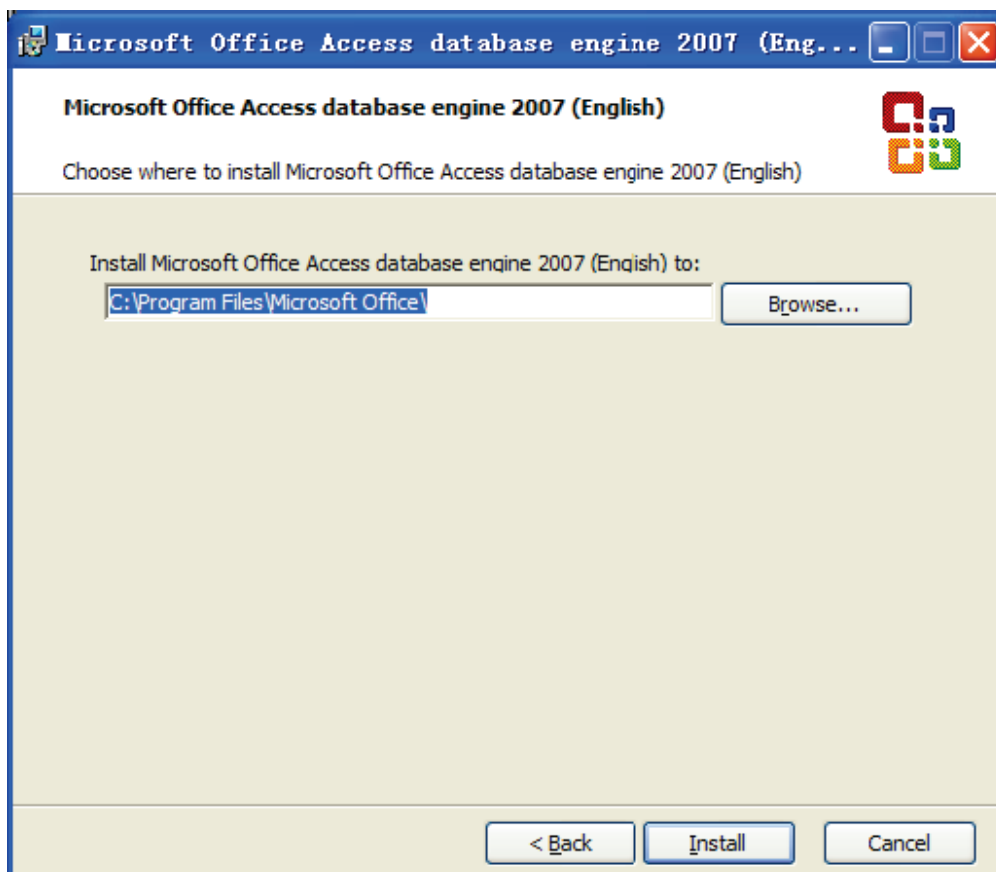 Microsoft Office Access database engine 2007 (Eng...
Microsoft Office Access database engine 2007 (English)
Choose where to install Microsoft Office Access database engine 2007 (English)
Install Microsoft Office Access database engine 2007 (Engish) to:
C:\Program Files\Microsoft Office\
Browse...
< Back
Install
Cancel